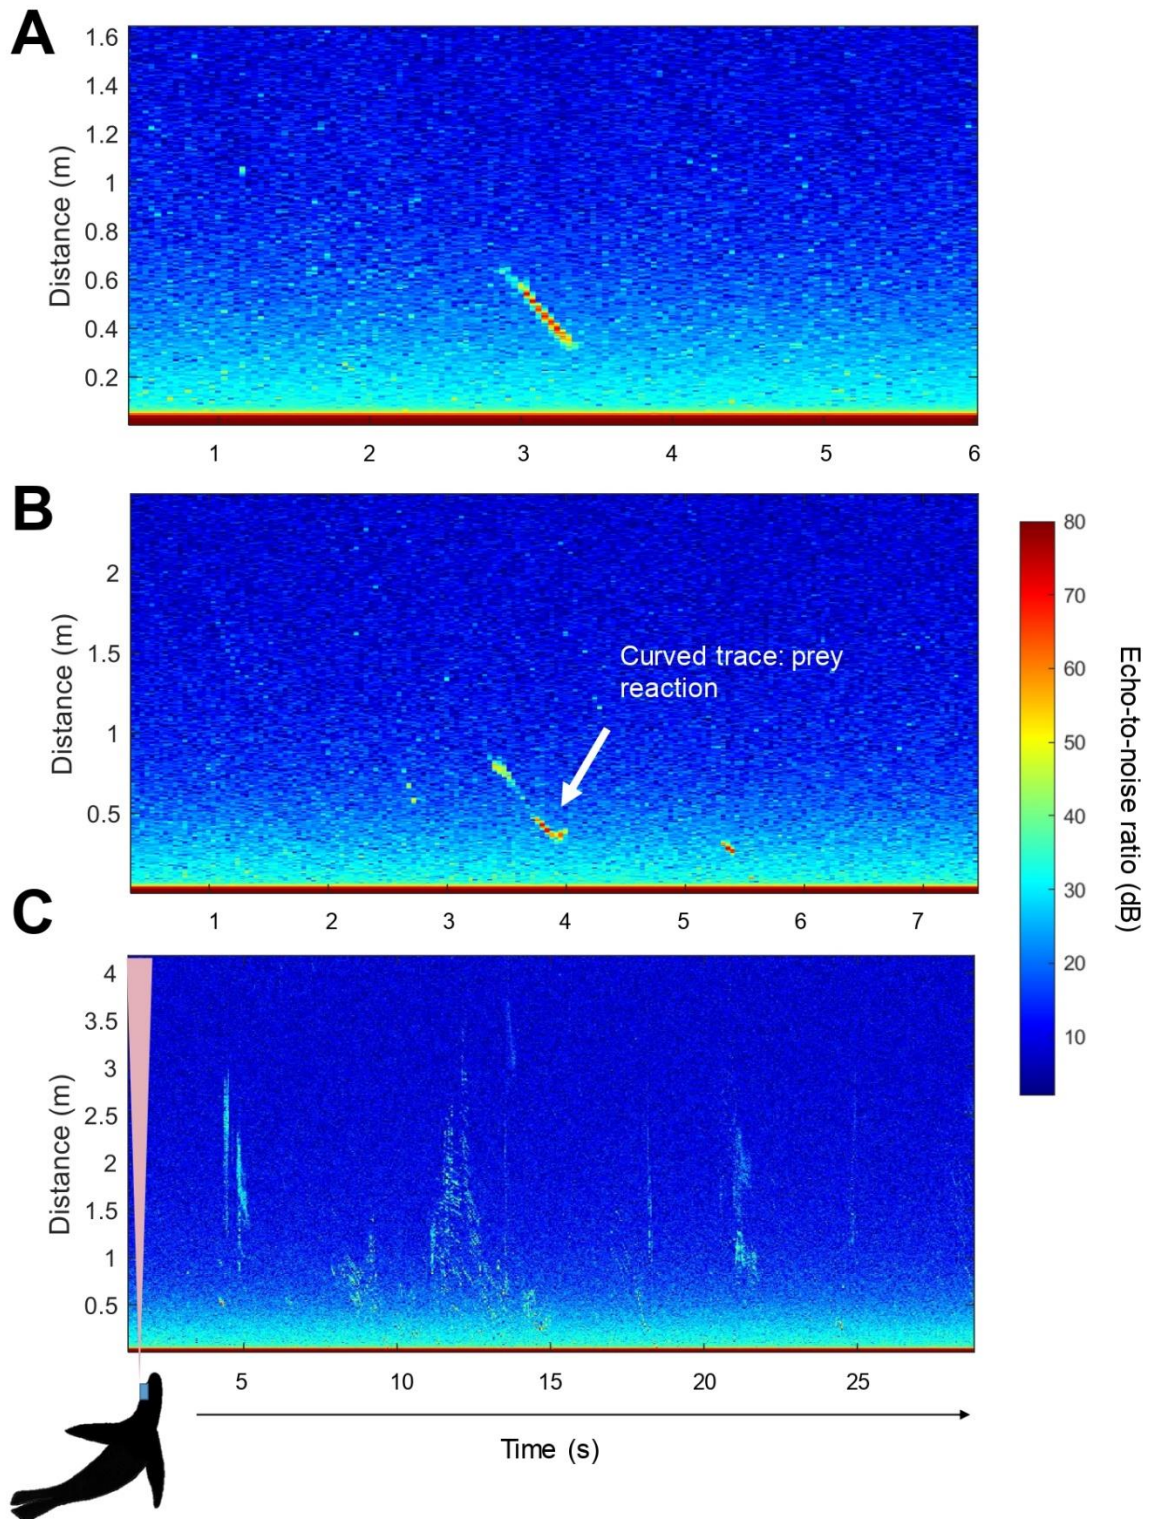 A
Distance (m)
1.6
1.4
1.2
1
0.8
0.6
0.4
0.2
1 2 3 4 5 6
B
Distance (m)
2
1.5
1
0.5
Curved trace: prey
reaction
1 2 3 4 5 6 7
80
70
60
50
40
30
20
10
Echo-to-noise ratio (dB)
C
Distance (m)
4
3.5
3
2.5
2
1.5
1
0.5
5 10 15 20 25
Time (s)